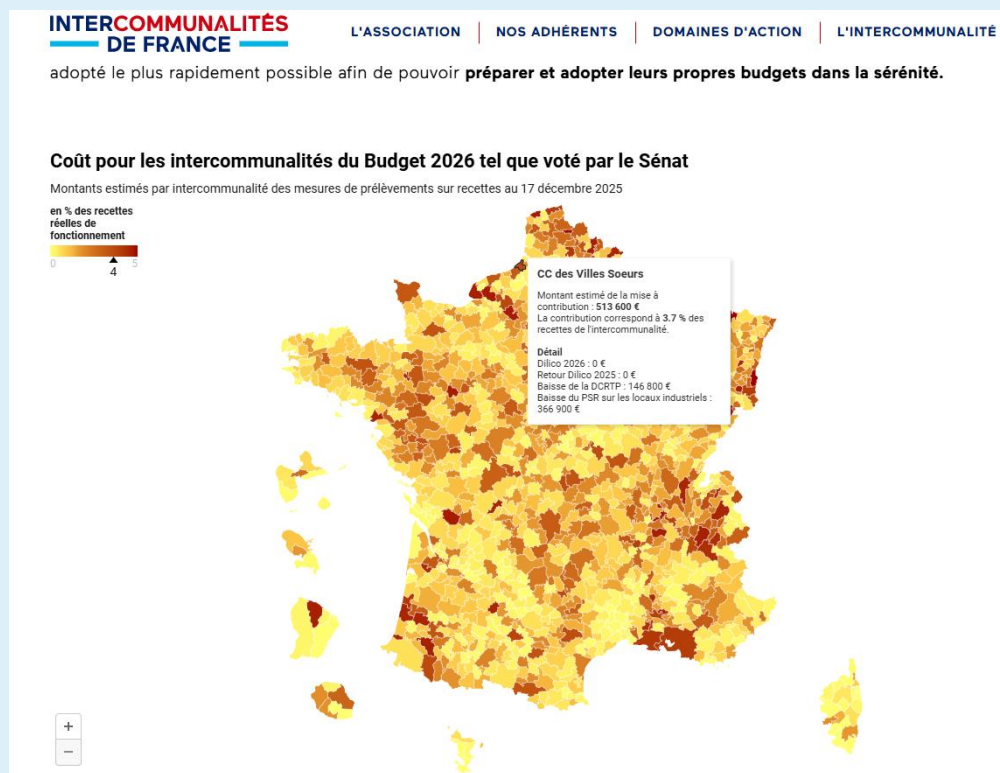 INTERCOMMUNALITÉS
DE FRANCE
L'ASSOCIATION
NOS ADHÉRENTS
DOMAINES D'ACTION
L'INTERCOMMUNALITÉ
adopté le plus rapidement possible afin de pouvoir préparer et adopter leurs propres budgets dans la sérénité.
Coût pour les intercommunalités du Budget 2026 tel que voté par le Sénat
Montants estimés par intercommunalité des mesures de prélèvements sur recettes au 17 décembre 2025
en % des recettes
réelles de
fonctionnement
0
5
4
CC des Villes Soeurs
Montant estimé de la mise à
contribution : 513 600 €
La contribution correspond à 3.7 % des
recettes de l'intercommunalité.
Détail
Dilico 2026 : 0 €
Retour Dilico 2025 : 0 €
Baisse de la DCRTP : 146 800 €
Baisse du PSR sur les locaux industriels :
366 900 €
+
−